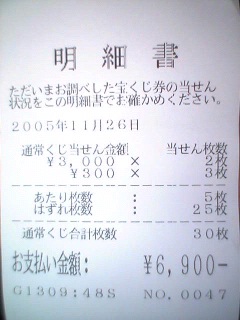 明細書
ただいまお調べした宝くじ券の当せん
状況をこの明細書でお確かめください。
2005年11月26日
通常くじ当せん金額 当せん枚数
¥3,000 × 2枚
¥300 × 3枚
あたり枚数 : 5枚
はずれ枚数 : 25枚
通常くじ合計枚数 30枚
お支払い金額: ¥6,900-
G1309:48S NO.0047